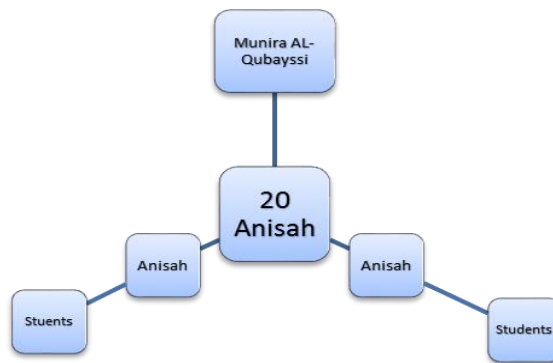 Munira AL-
Qubayssi
20
Anisah
Anisah
Anisah
Stuents
Students